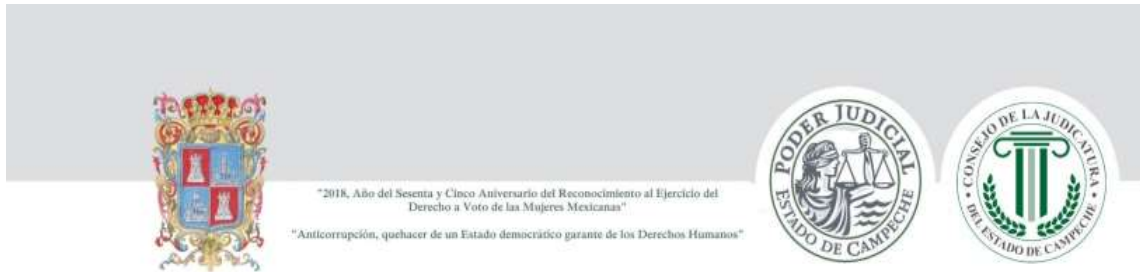 "2018, Año del Sesenta y Cinco Aniversario del Reconocimiento al Ejercicio del
Derecho a Voto de las Mujeres Mexicanas"
"Anticorrupción, quehacer de un Estado democrático garante de los Derechos Humanos"
PODER JUDICIAL
ESTADO DE CAMPECHE
CONSEJO DE LA JUDICATURA
DEL ESTADO DE CAMPECHE